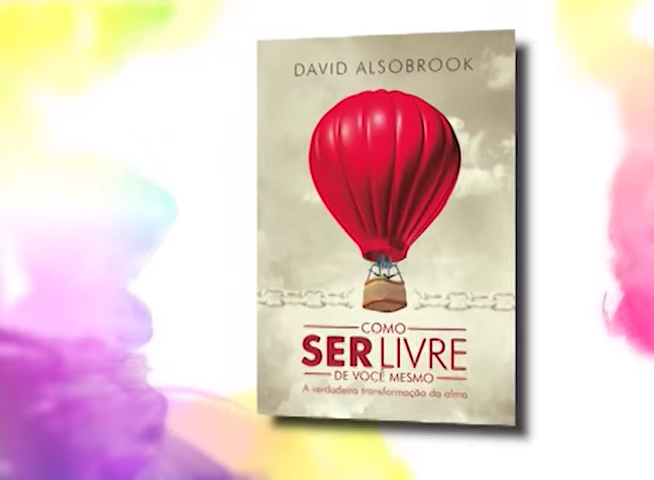 DAVID ALSOBROOK
COMO
SER LIVRE
DE VOCÊ MESMO
A verdadeira transformação da alma